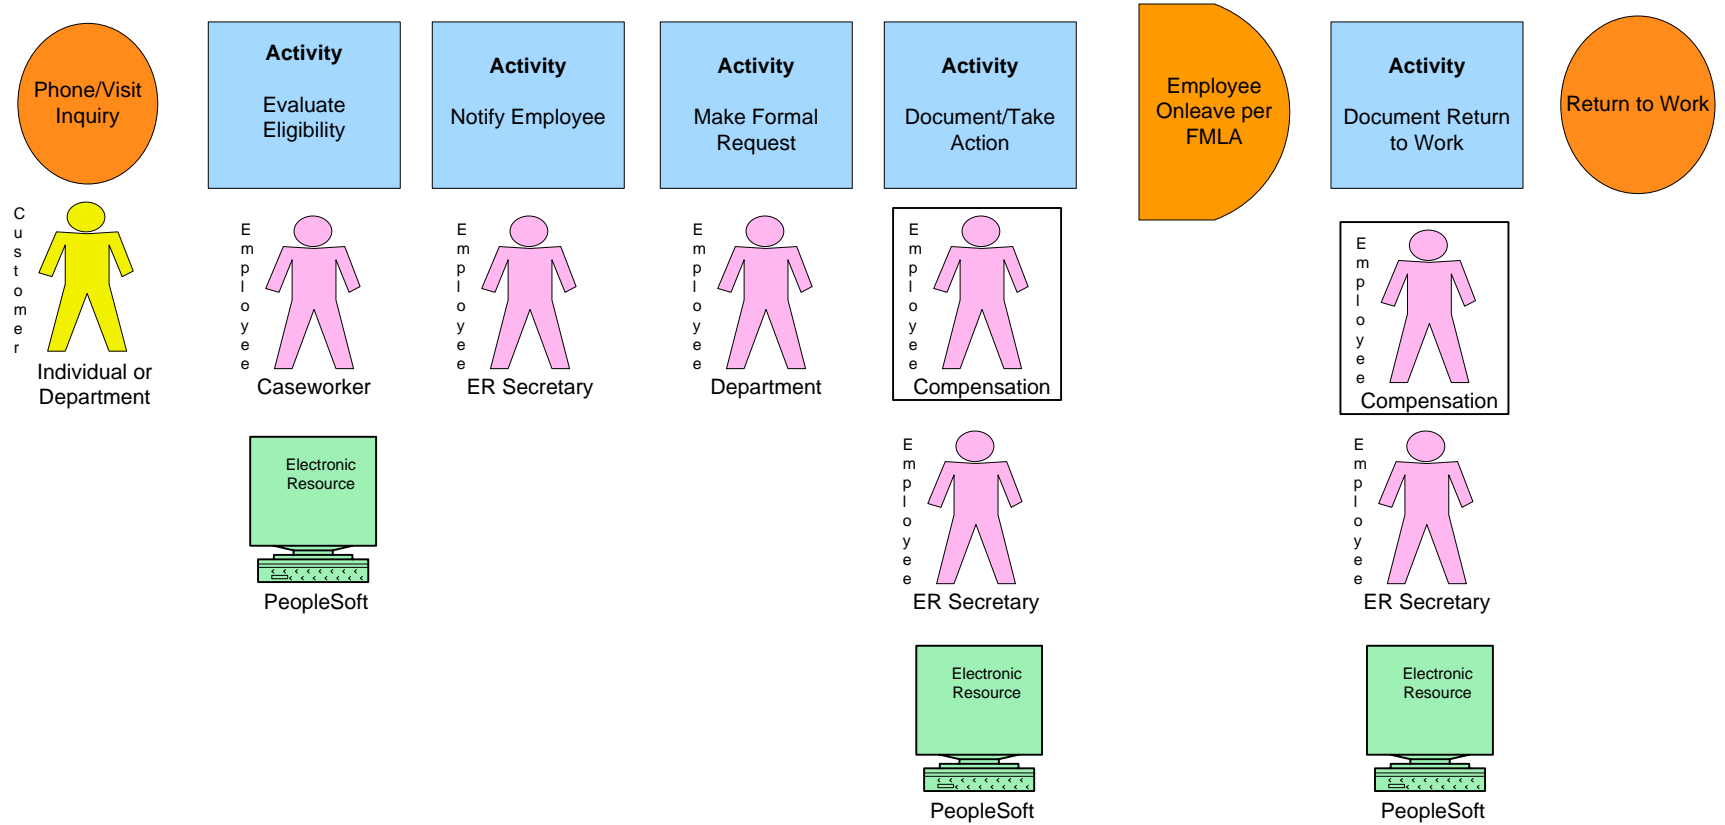 Phone/Visit
Inquiry
Activity
Evaluate
Eligibility
Activity
Notify Employee
Activity
Make Formal
Request
Activity
Document/Take
Action
Employee
Onleave per
FMLA
Activity
Document Return
to Work
Return to Work
Customer
Individual or
Department
Employee
Caseworker
Employee
ER Secretary
Employee
Department
Employee
Compensation
Employee
Compensation
Electronic
Resource
PeopleSoft
Employee
ER Secretary
Employee
ER Secretary
Electronic
Resource
PeopleSoft
Electronic
Resource
PeopleSoft